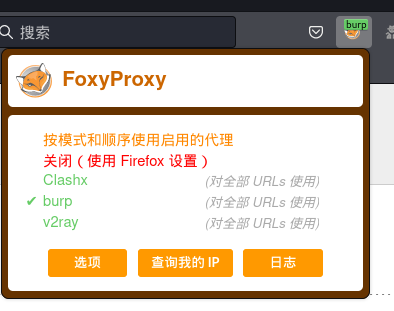 搜索
burp
FoxyProxy
按模式和顺序使用启用的代理
关闭（使用 Firefox 设置）
Clashx (对全部 URLs 使用)
✔ burp (对全部 URLs 使用)
v2ray (对全部 URLs 使用)
选项 查询我的 IP 日志